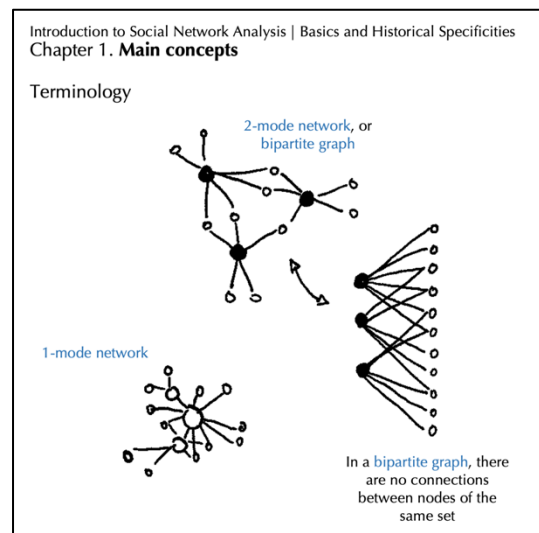 Introduction to Social Network Analysis | Basics and Historical Specificities
Chapter 1. Main concepts
Terminology
2-mode network, or
bipartite graph
1-mode network
In a bipartite graph, there
are no connections
between nodes of the
same set